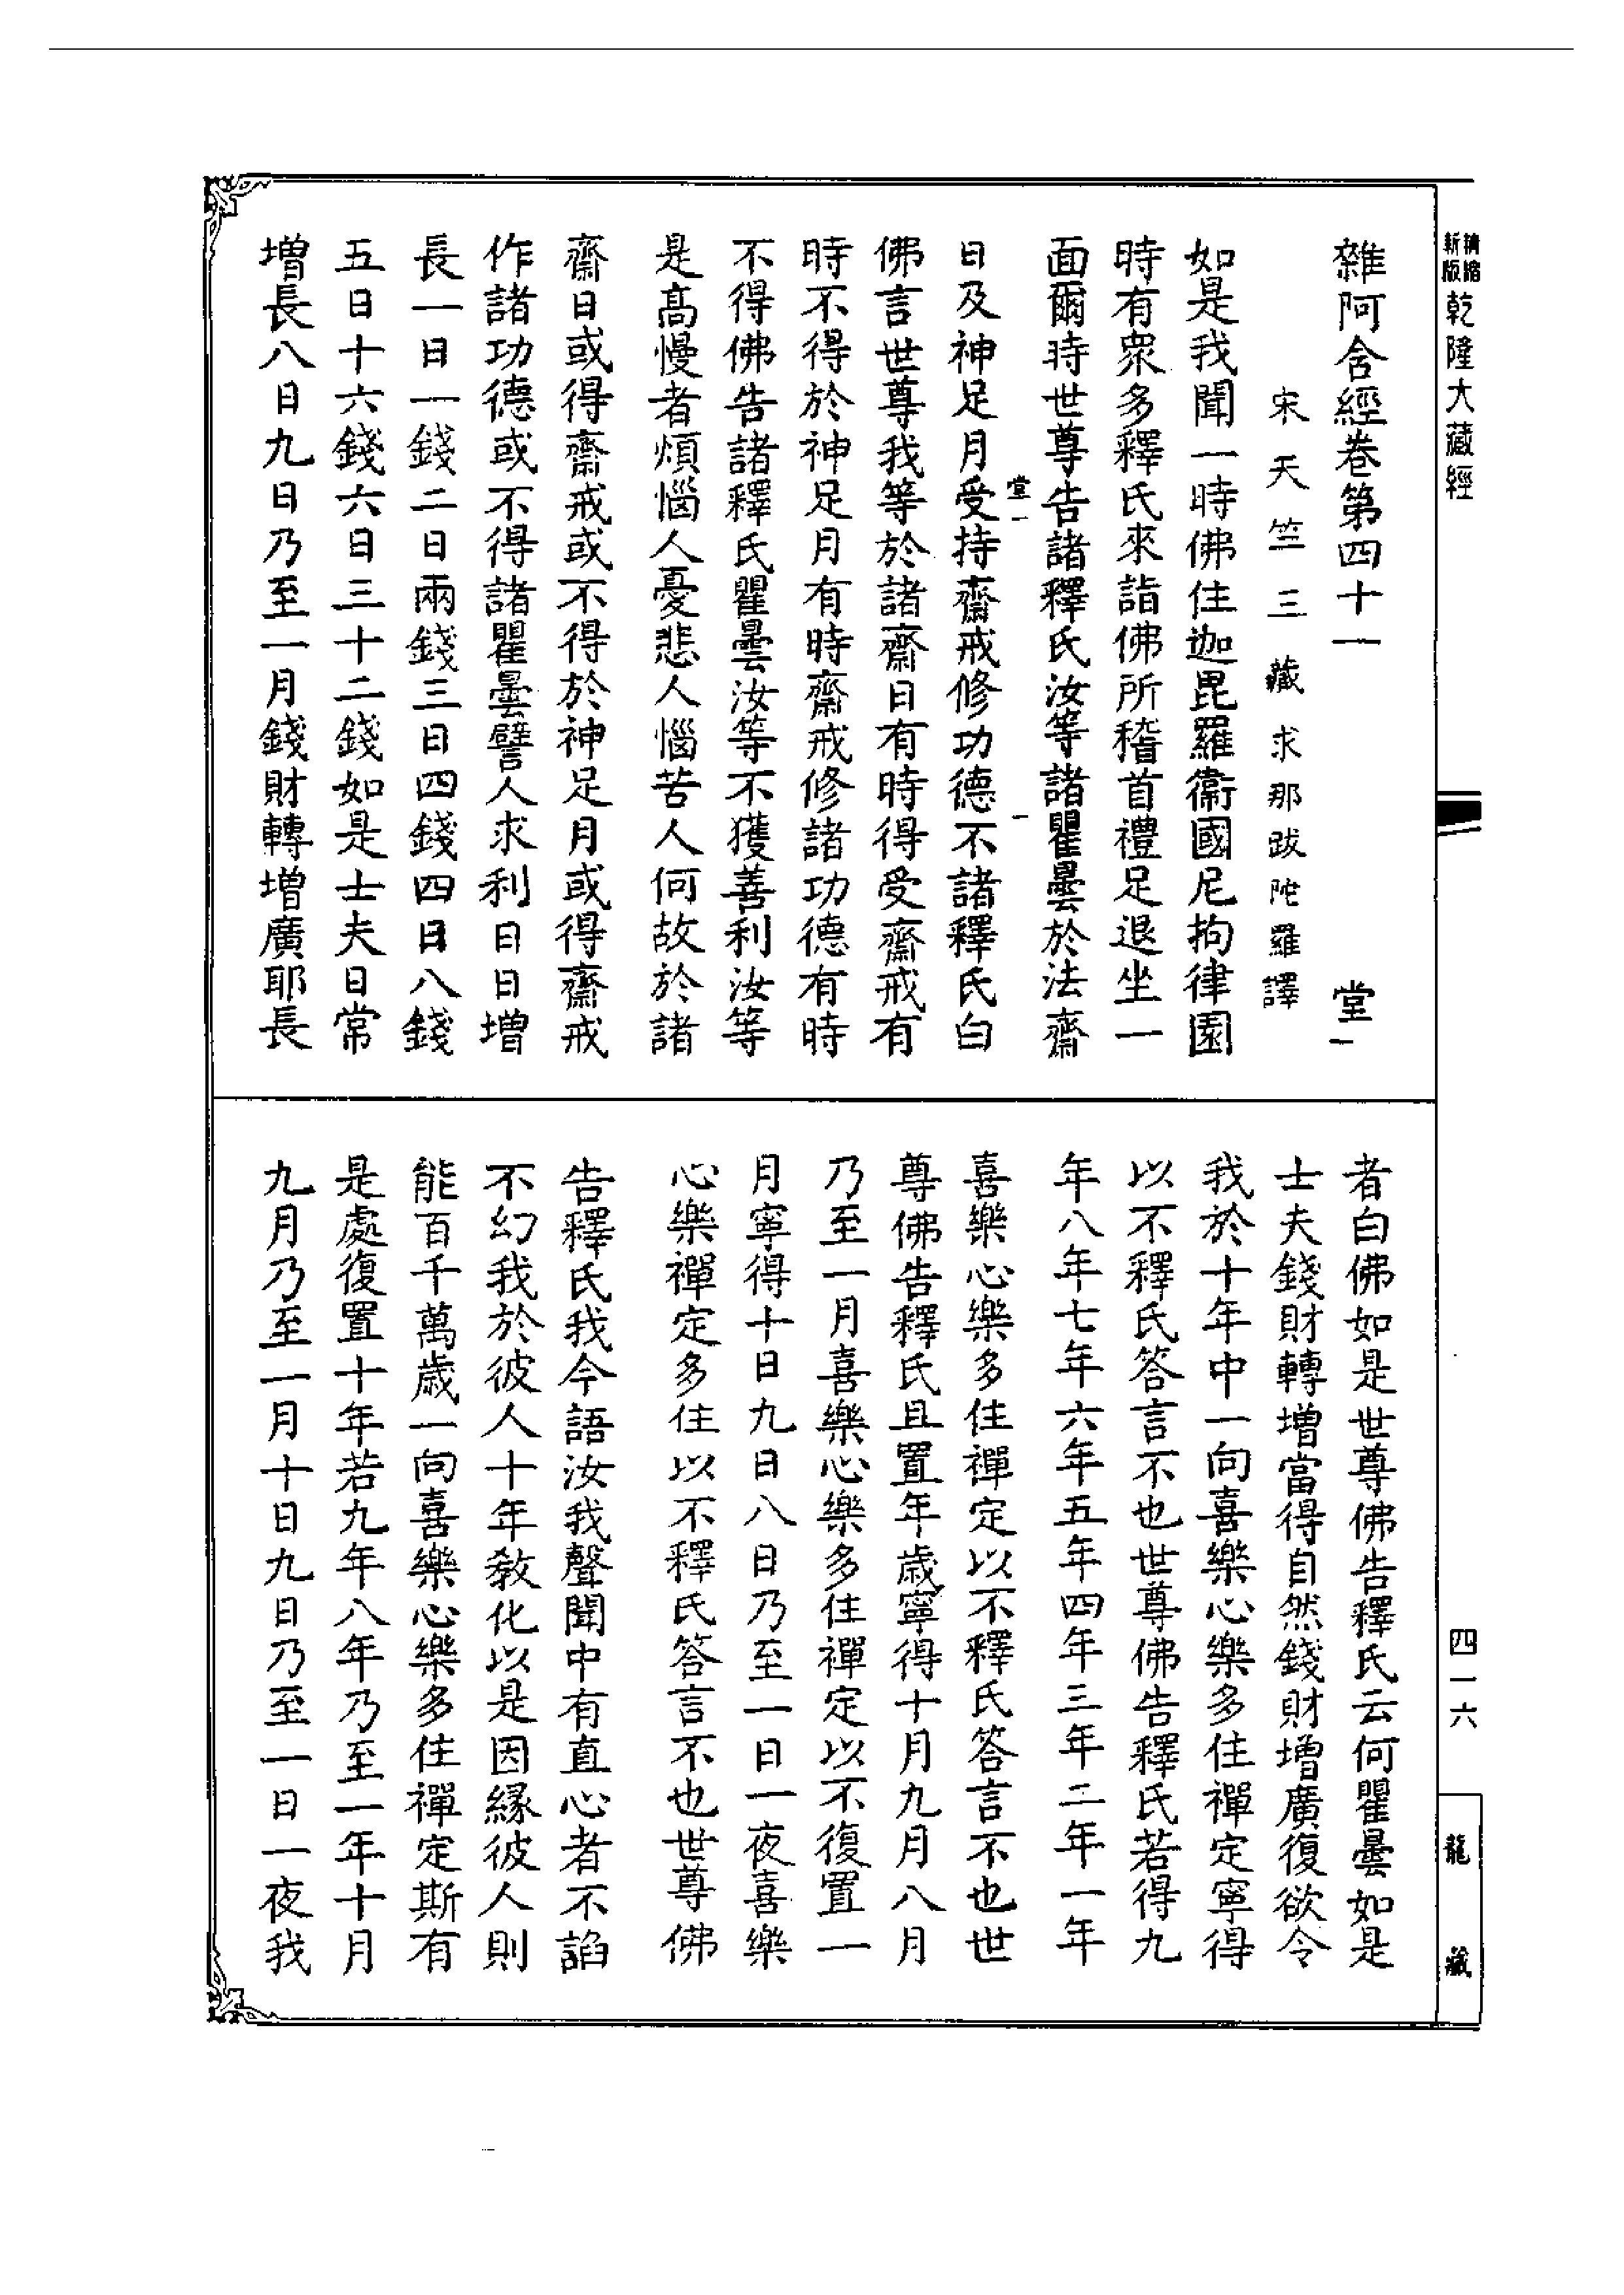 新版精縮乾隆大藏經
雜阿含經卷第四十一 堂一
宋天竺三藏求那跋陀羅譯
如是我聞一時佛住迦毘羅衞國尼拘律園
時有眾多釋氏來詣佛所稽首禮足退坐一
面爾時世尊告諸釋氏汝等諸瞿曇於法齋
堂一 一
日及神足月受持齋戒修功德不諸釋氏白
佛言世尊我等於諸齋日有時得受齋戒有
時不得於神足月有時齋戒修諸功德有時
不得佛告諸釋氏瞿曇汝等不獲善利汝等
是高慢者煩惱人憂悲人惱苦人何故於諸
齋日或得齋戒或不得於神足月或得齋戒
作諸功德或不得諸瞿曇譬人求利日日增
長一日一錢二日兩錢三日四錢四日八錢
五日十六錢六日三十二錢如是士夫日常
增長八日九日乃至一月錢財轉增廣耶長
者白佛如是世尊佛告釋氏云何瞿曇如是
士夫錢財轉增當得自然錢財增廣復欲令
我於十年中一向喜樂心樂多住禪定寧得
以不釋氏答言不也世尊佛告釋氏若得九
年八年七年六年五年四年三年二年一年
喜樂心樂多住禪定以不釋氏答言不也世
尊佛告釋氏且置年歲寧得十月九月八月
乃至一月喜樂心樂多住禪定以不復置一
月寧得十日九日八日乃至一日一夜喜樂
心樂禪定多住以不釋氏答言不也世尊佛
告釋氏我今語汝我聲聞中有直心者不諂
不幻我於彼人十年教化以是因緣彼人則
能百千萬歲一向喜樂心樂多住禪定斯有
是處復置十年若九年八年乃至一年十月
九月乃至一月十日九日乃至一日一夜我
四一六
龍藏